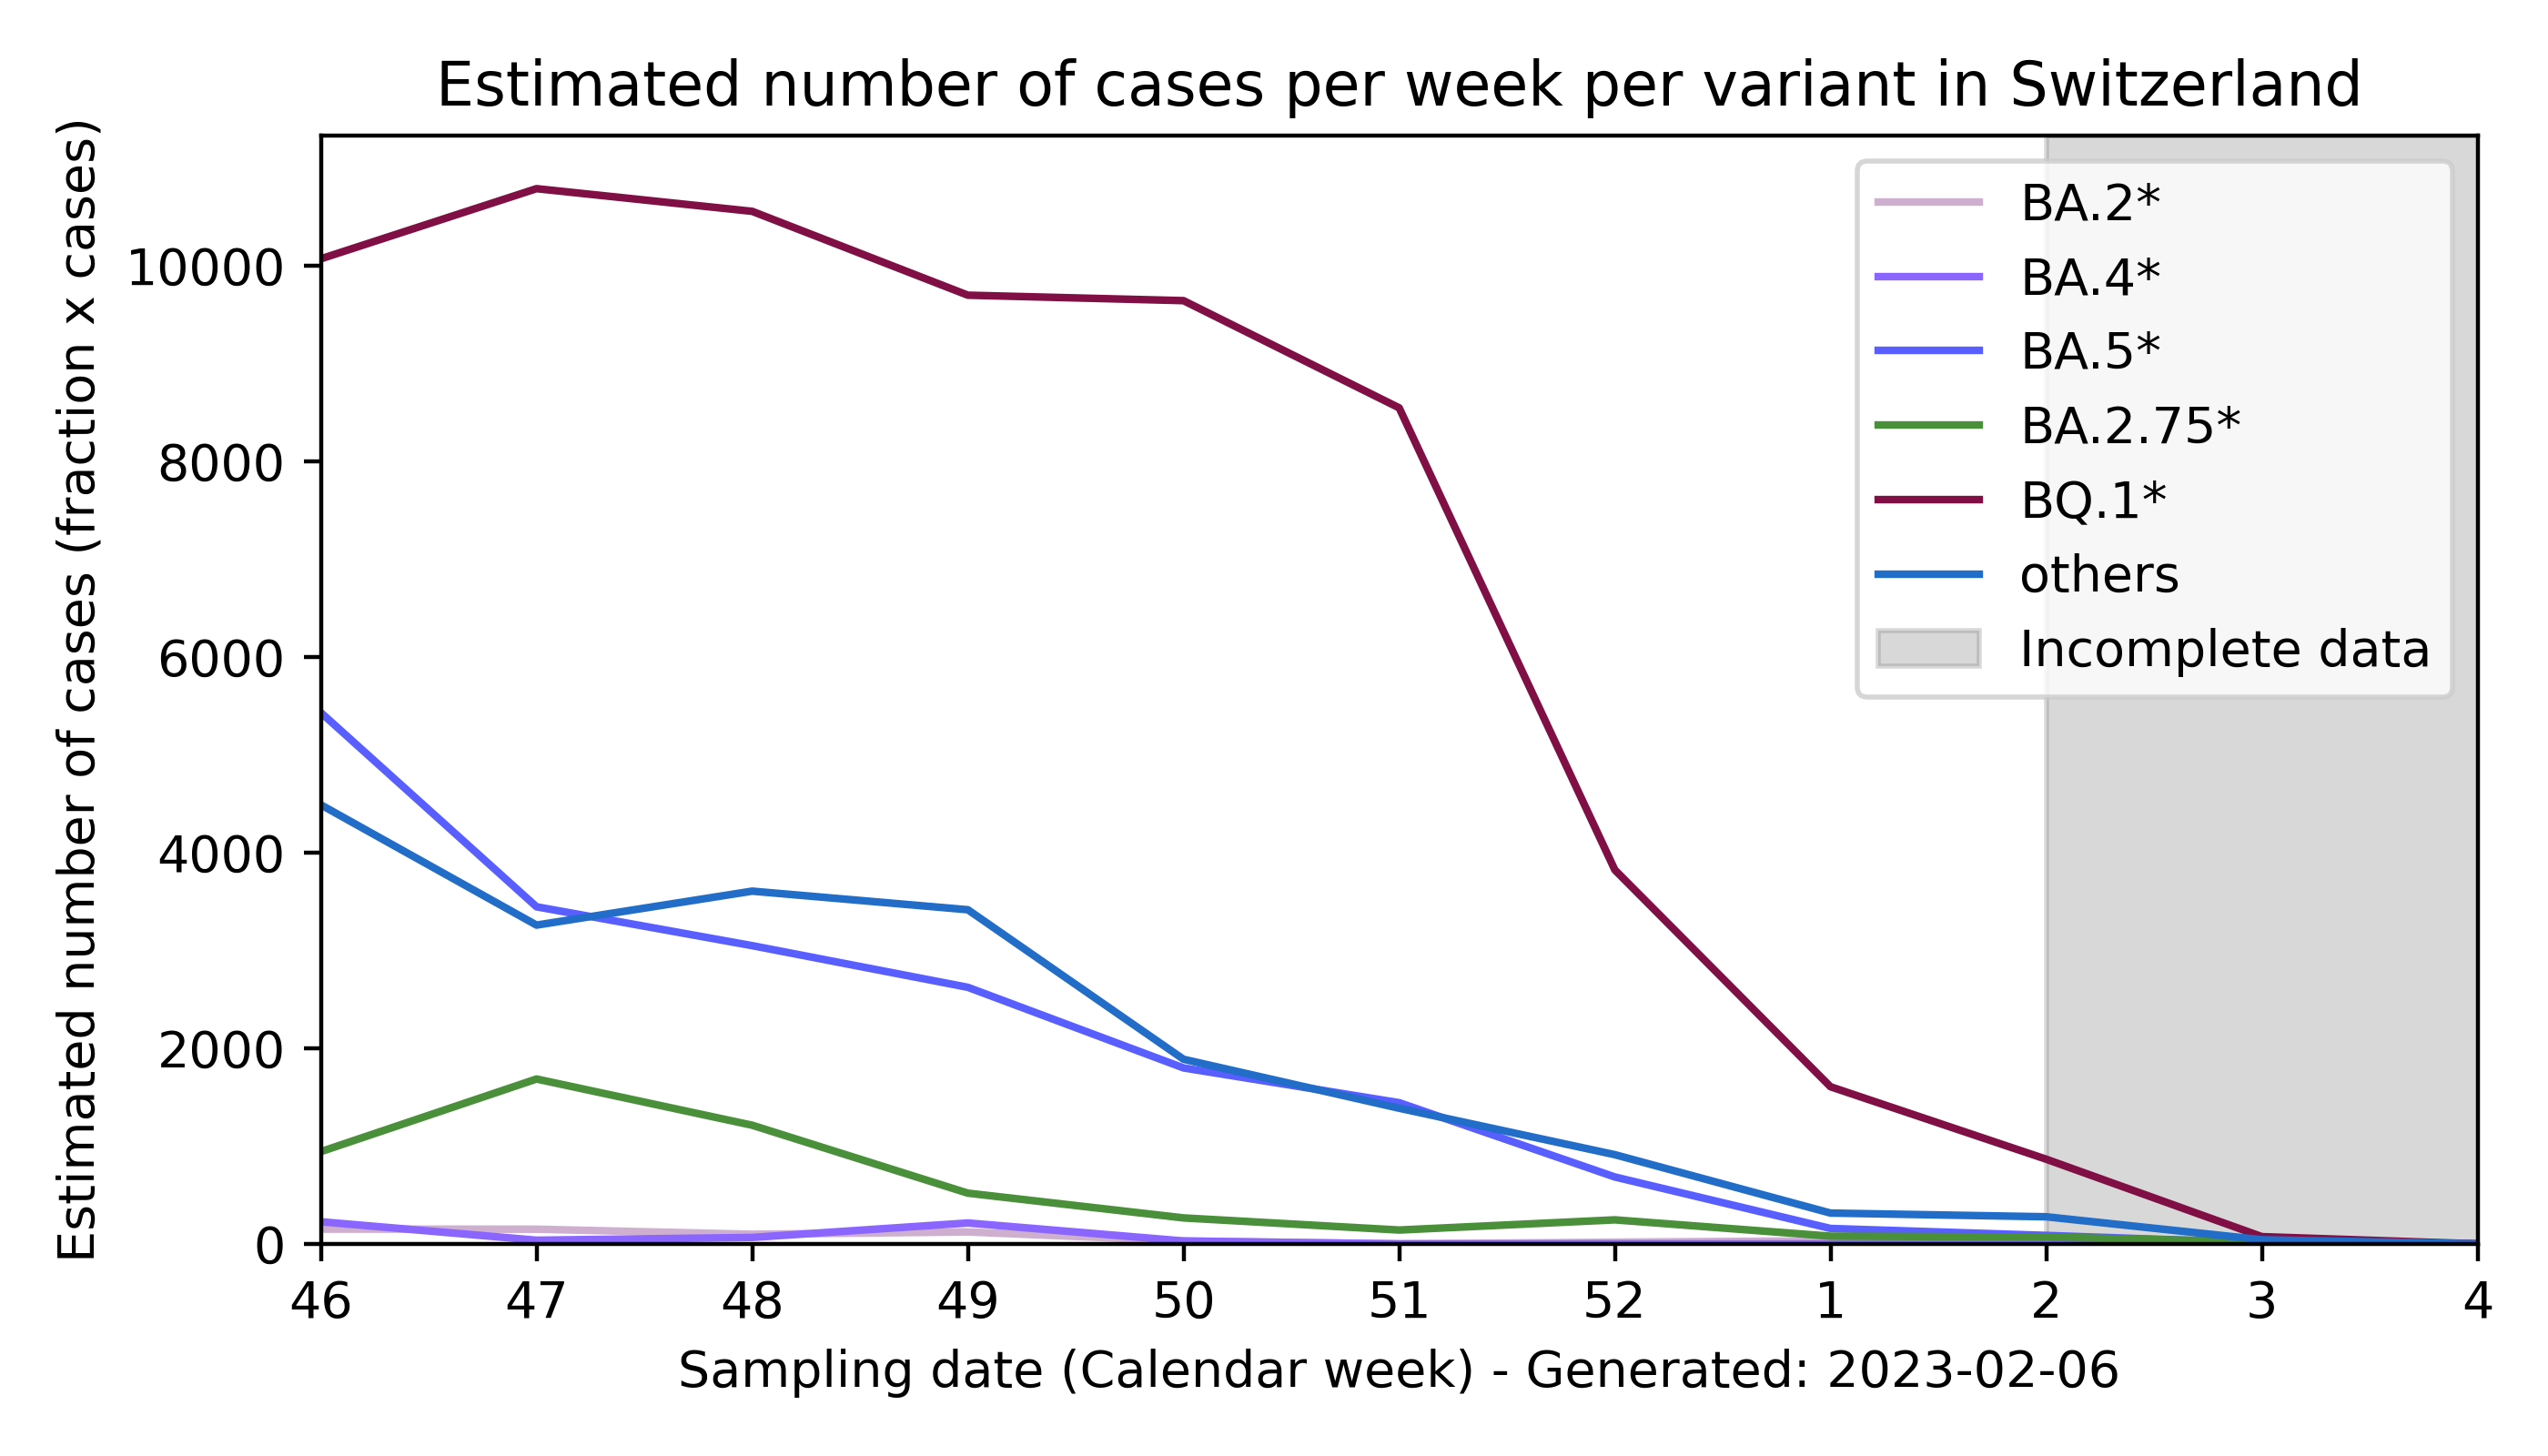 Estimated number of cases per week per variant in Switzerland
Estimated number of cases (fraction x cases)
10000
8000
6000
4000
2000
0
BA.2*
BA.4*
BA.5*
BA.2.75*
BQ.1*
others
Incomplete data
46 47 48 49 50 51 52 1 2 3 4
Sampling date (Calendar week) - Generated: 2023-02-06